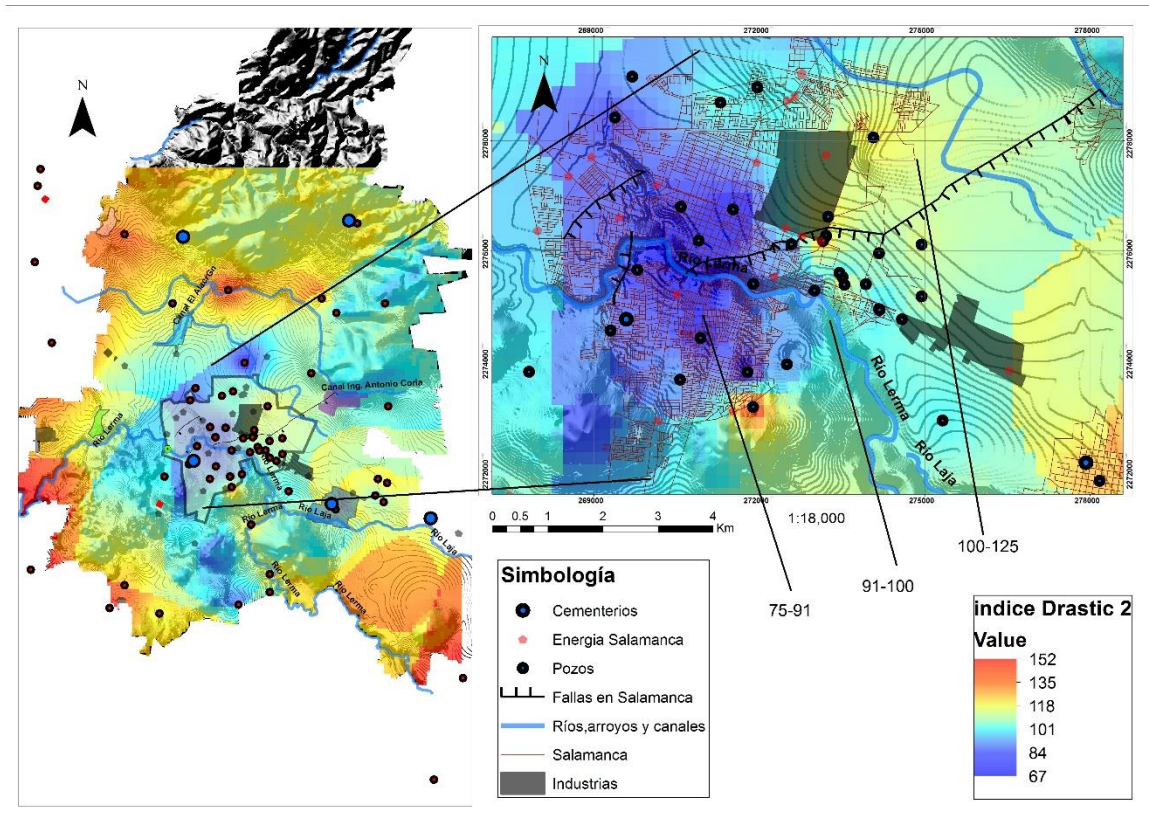 N
Canal El Alacrán
Canal Ing. Antonio Coria
Río Lerma
Río Lerma
Río Lerma
Río Laja
Río Laja
Río Lerma
Río Lerma
268000
272000
276000
278000
N
2278000
2276000
2274000
2272000
Río Lerma
Río Lerma
Río Laja
269000
272000
275000
278000
0 0.5 1 2 3 4
Km
1:18,000
75-91
91-100
100-125
Simbología
Cementerios
Energia Salamanca
Pozos
Fallas en Salamanca
Ríos,arroyos y canales
Salamanca
Industrias
indice Drastic 2
Value
152
135
118
101
84
67